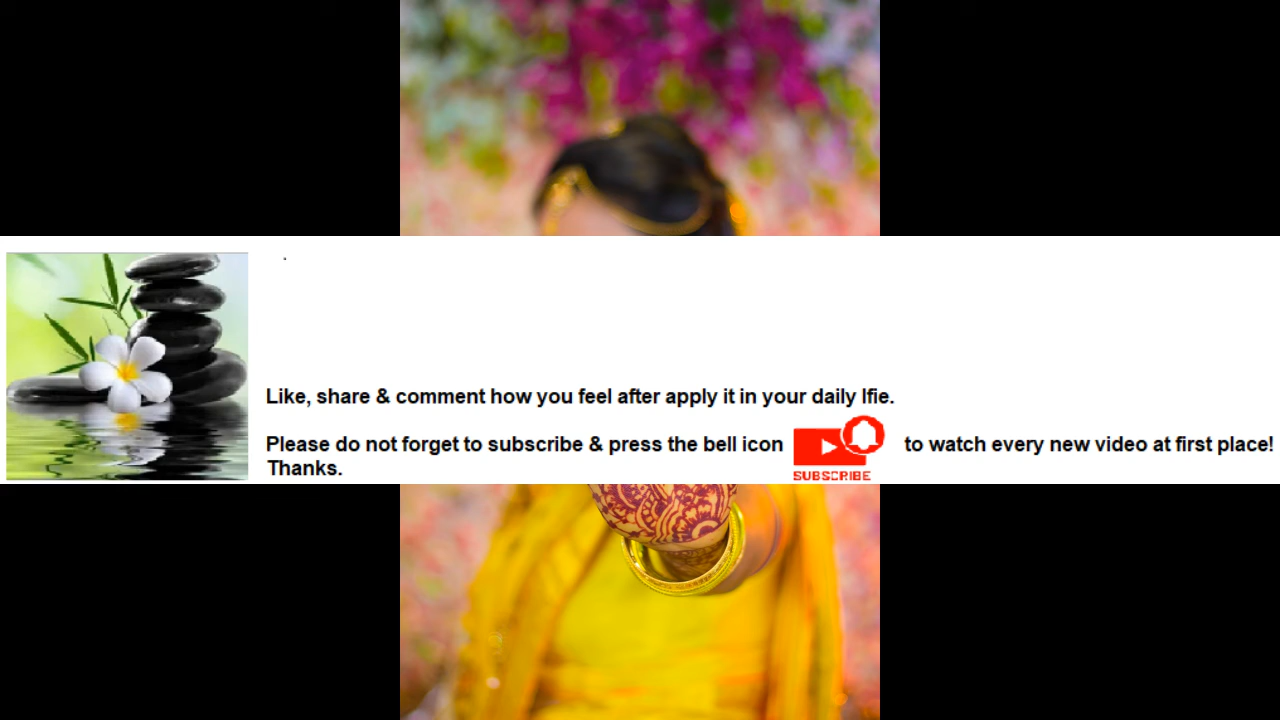 .
Like, share & comment how you feel after apply it in your daily lfie.
Please do not forget to subscribe & press the bell icon SUBSCRIBE to watch every new video at first place!
Thanks.